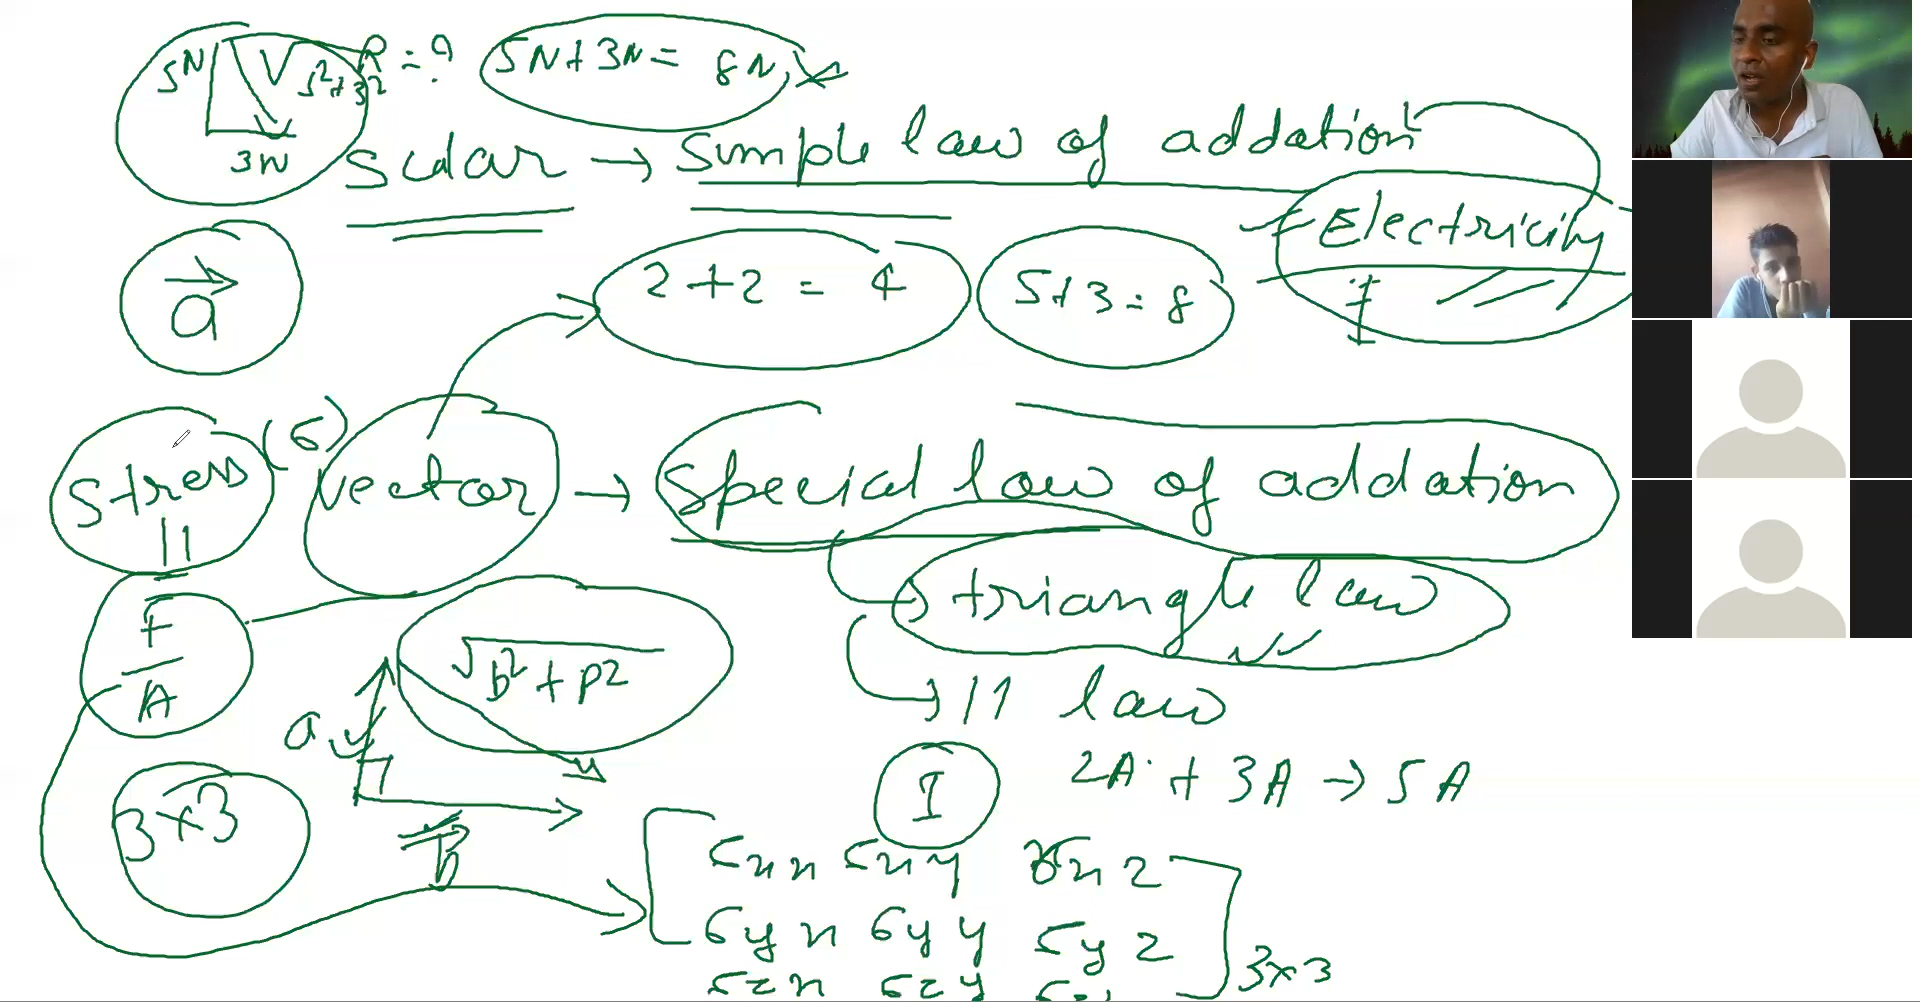 5N R = ? 5N + 3N = 8N
√5²+3²
3N
Scalar → Simple law of addation
Electricity
a 2 + 2 = 4 5 + 3 = 8 I
Stress (σ) vector → Special law of addation
11
F/A √b² + p² → triangle law
→ 11 law
a
I 2A + 3A → 5A
3×3 B
σxx σxy σxz
σyx σyy σyz
3×3
σzx σzy